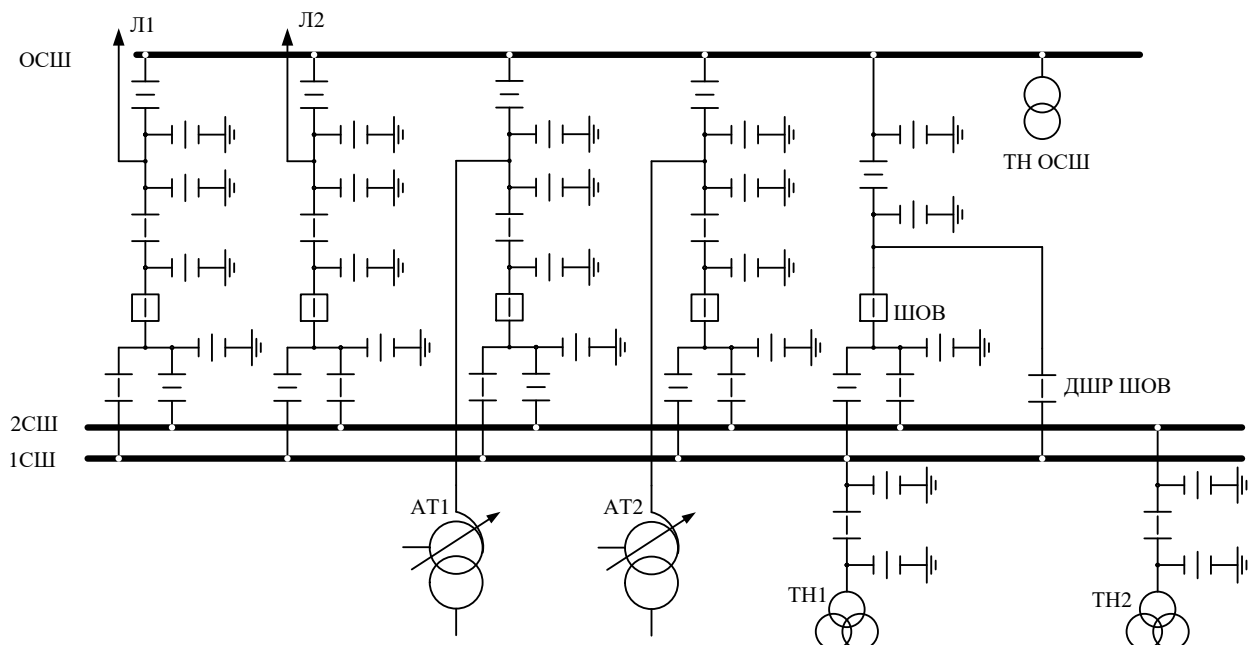 Л1
Л2
ОСШ
ТН ОСШ
ШОВ
ДШР ШОВ
2СШ
1СШ
АТ1
АТ2
ТН1
ТН2